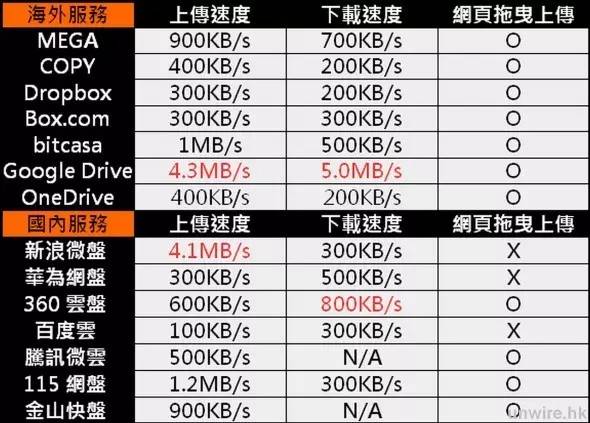 海外服務 上傳速度 下載速度 網頁拖曳上傳
MEGA 900KB/s 700KB/s O
COPY 400KB/s 200KB/s O
Dropbox 300KB/s 200KB/s O
Box.com 300KB/s 300KB/s O
bitcasa 1MB/s 500KB/s O
Google Drive 4.3MB/s 5.0MB/s O
OneDrive 400KB/s 200KB/s O
國內服務 上傳速度 下載速度 網頁拖曳上傳
新浪微盤 4.1MB/s 300KB/s X
華為網盤 300KB/s 500KB/s X
360 雲盤 600KB/s 800KB/s O
百度雲 100KB/s 300KB/s X
騰訊微雲 500KB/s N/A O
115 網盤 1.2MB/s 300KB/s O
金山快盤 900KB/s N/A O
unwire.hk